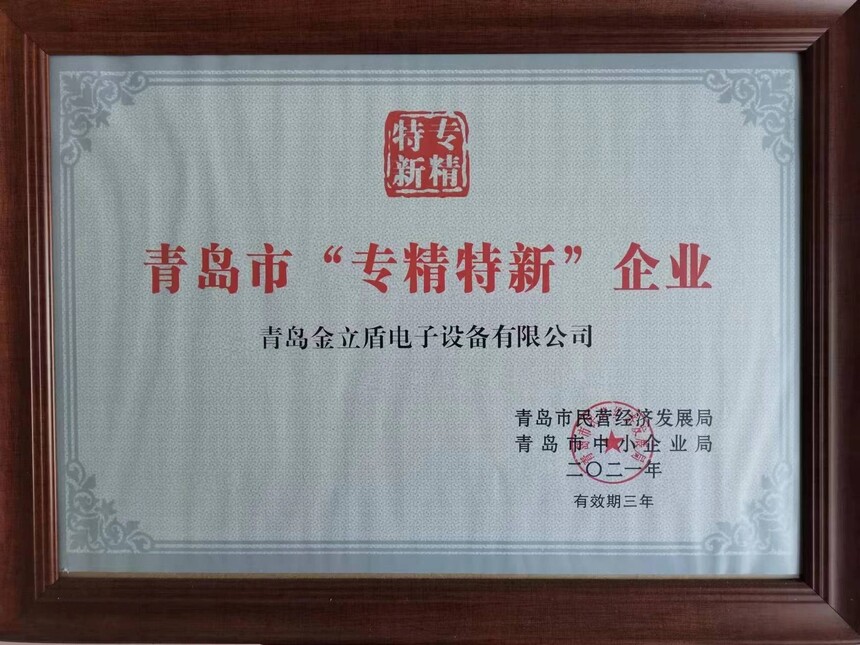 专精
特新
青岛市“专精特新”企业
青岛金立盾电子设备有限公司
青岛市民营经济发展局
青岛市中小企业局
二〇二一年
有效期三年